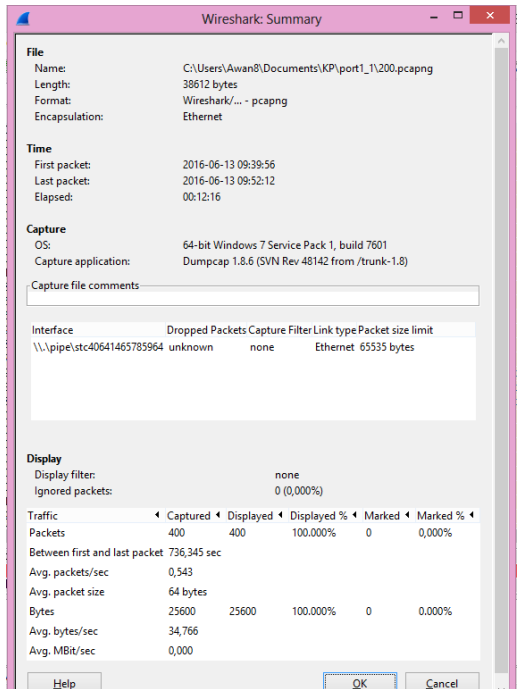 Wireshark: Summary
File
Name: C:\Users\Awan8\Documents\KP\port1_1\200.pcapng
Length: 38612 bytes
Format: Wireshark/... - pcapng
Encapsulation: Ethernet
Time
First packet: 2016-06-13 09:39:56
Last packet: 2016-06-13 09:52:12
Elapsed: 00:12:16
Capture
OS: 64-bit Windows 7 Service Pack 1, build 7601
Capture application: Dumpcap 1.8.6 (SVN Rev 48142 from /trunk-1.8)
Capture file comments
Interface Dropped Packets Capture Filter Link type Packet size limit
\\.\pipe\stc40641465785964 unknown none Ethernet 65535 bytes
Display
Display filter: none
Ignored packets: 0 (0,000%)
Traffic Captured Displayed Displayed % Marked Marked %
Packets 400 400 100.000% 0 0,000%
Between first and last packet 736,345 sec
Avg. packets/sec 0,543
Avg. packet size 64 bytes
Bytes 25600 25600 100.000% 0 0.000%
Avg. bytes/sec 34,766
Avg. MBit/sec 0,000
Help OK Cancel